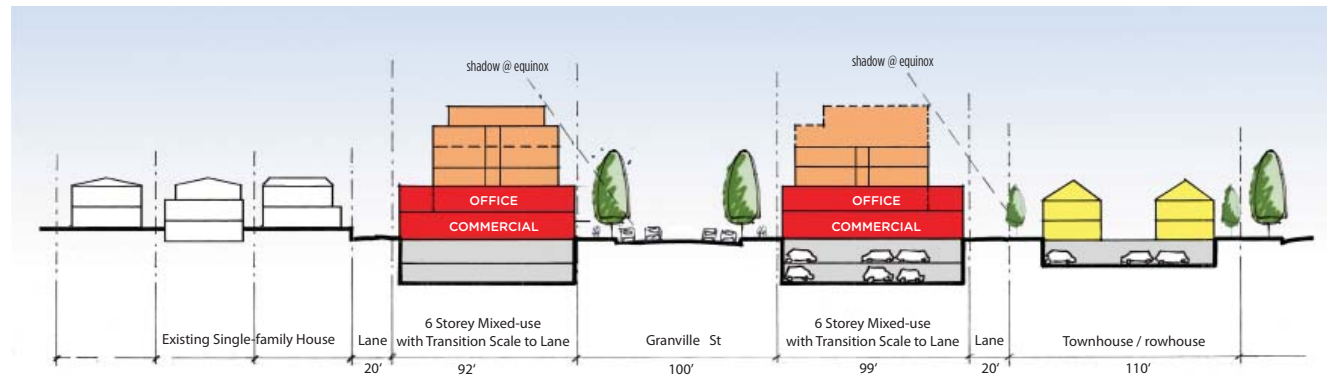 shadow @ equinox
shadow @ equinox
OFFICE
COMMERCIAL
OFFICE
COMMERCIAL
Existing Single-family House
Lane
6 Storey Mixed-use
with Transition Scale to Lane
Granville St
6 Storey Mixed-use
with Transition Scale to Lane
Lane
Townhouse / rowhouse
20'
92'
100'
99'
20'
110'